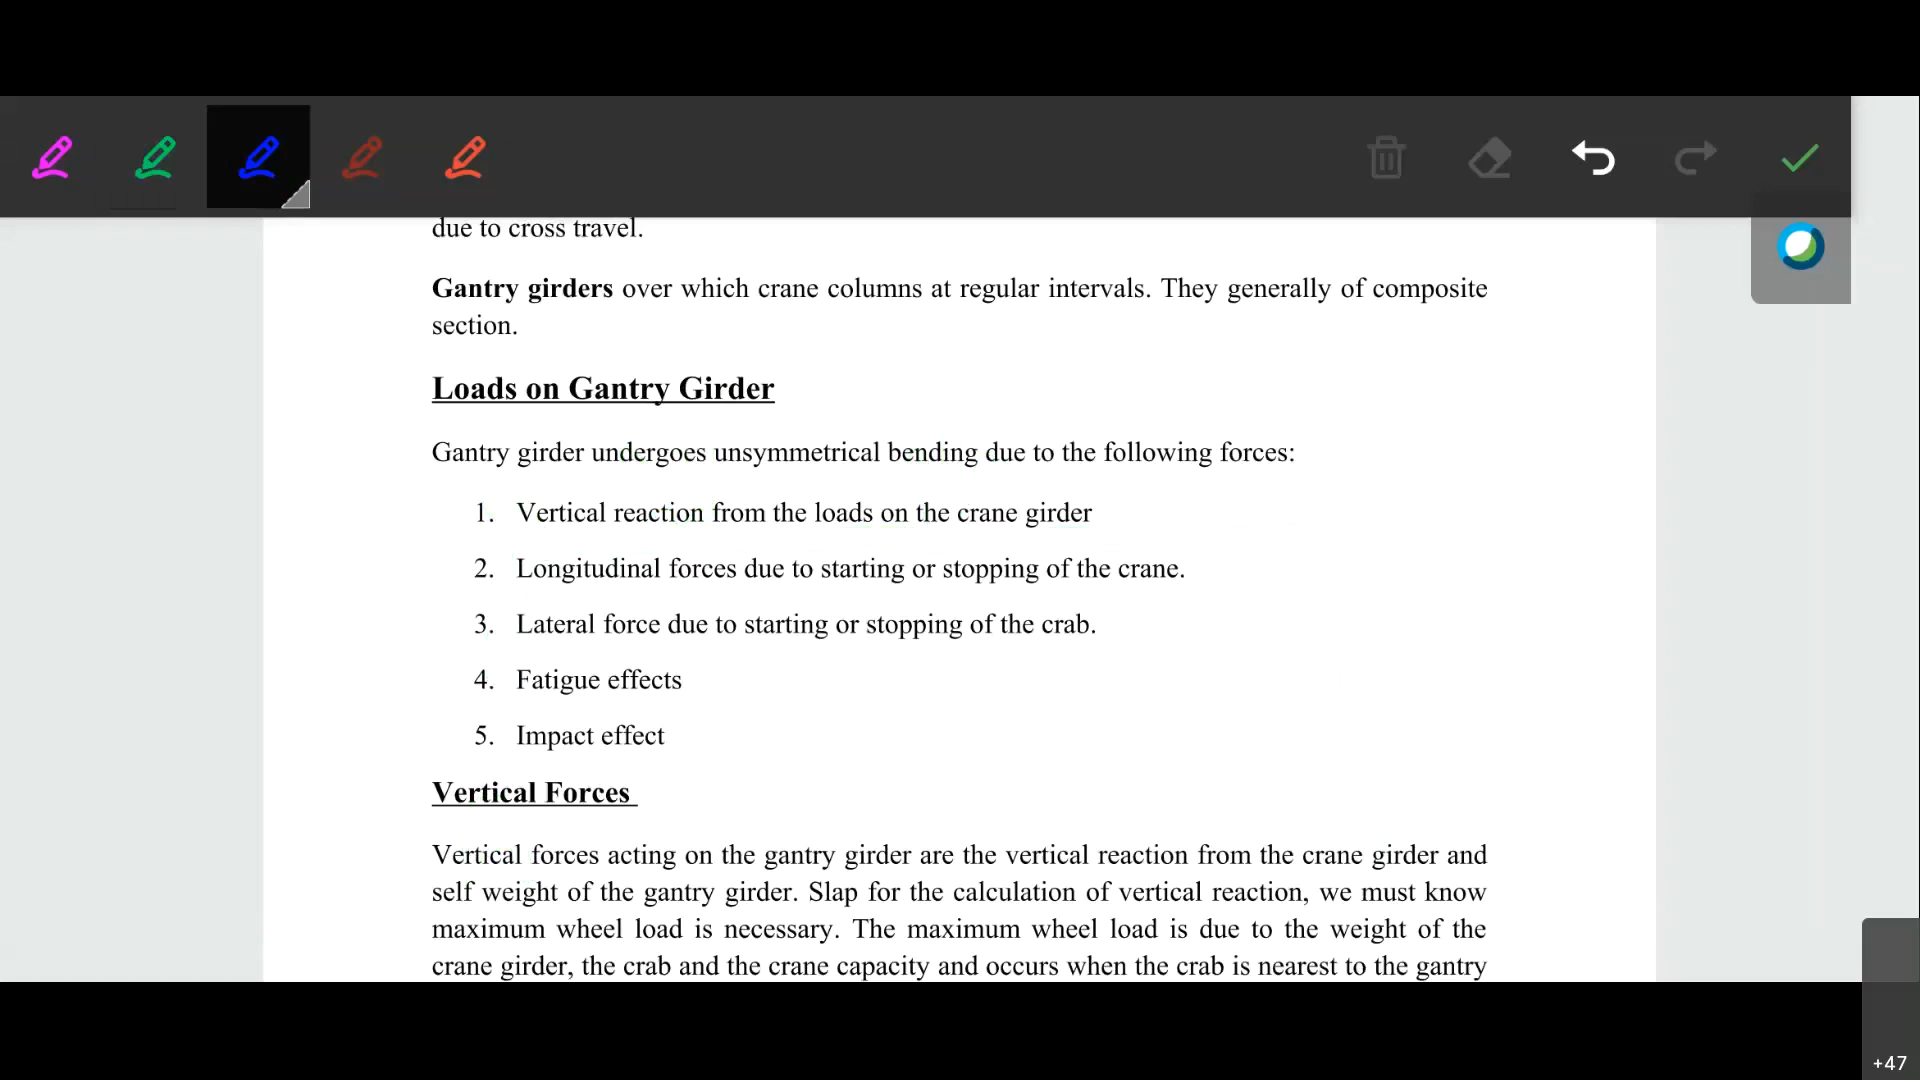 due to cross travel.
Gantry girders over which crane columns at regular intervals. They generally of composite
section.
Loads on Gantry Girder
Gantry girder undergoes unsymmetrical bending due to the following forces:
1. Vertical reaction from the loads on the crane girder
2. Longitudinal forces due to starting or stopping of the crane.
3. Lateral force due to starting or stopping of the crab.
4. Fatigue effects
5. Impact effect
Vertical Forces
Vertical forces acting on the gantry girder are the vertical reaction from the crane girder and
self weight of the gantry girder. Slap for the calculation of vertical reaction, we must know
maximum wheel load is necessary. The maximum wheel load is due to the weight of the
crane girder, the crab and the crane capacity and occurs when the crab is nearest to the gantry
+47